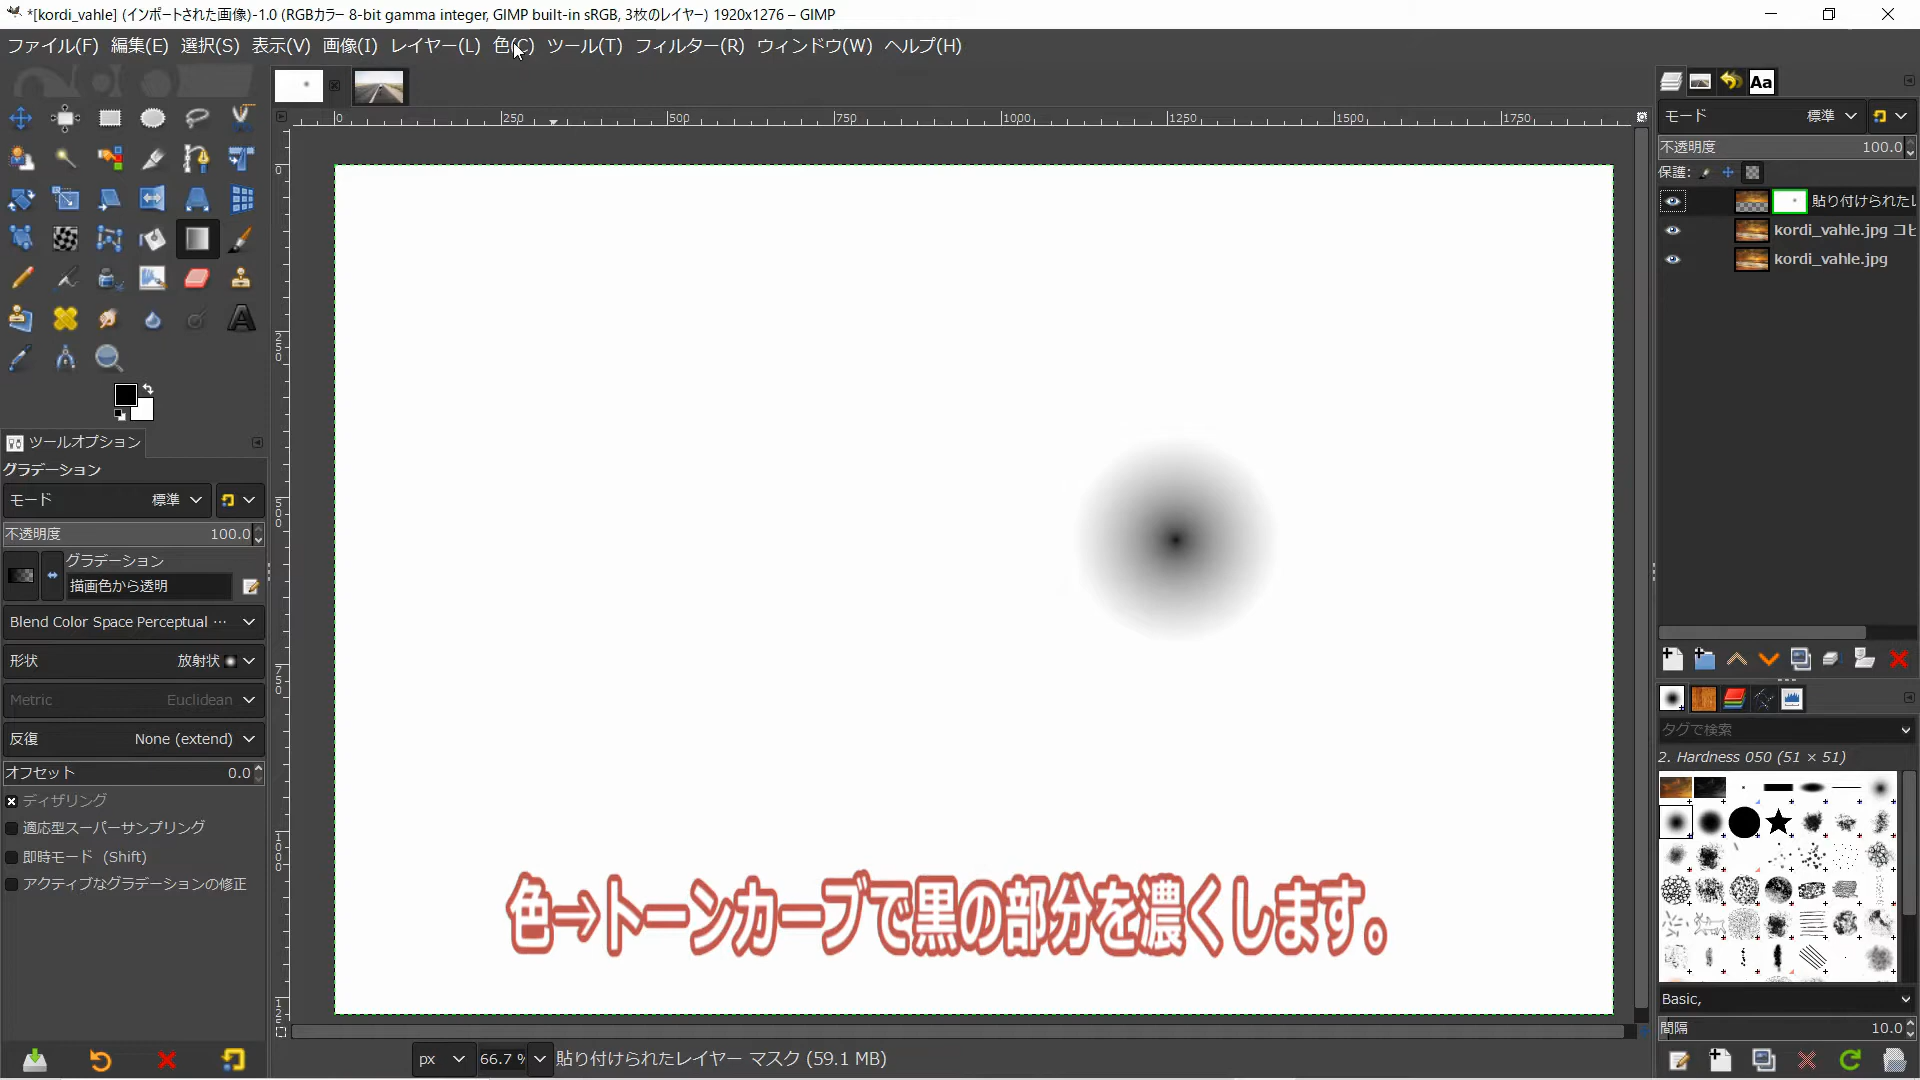 *[kordi_vahle] (インポートされた画像)-1.0 (RGBカラー 8-bit gamma integer, GIMP built-in sRGB, 3枚のレイヤー) 1920x1276 – GIMP
ファイル(F) 編集(E) 選択(S) 表示(V) 画像(I) レイヤー(L) 色(C) ツール(T) フィルター(R) ウィンドウ(W) ヘルプ(H)
0 250 500 750 1000 1250 1500 1750
0
250
500
750
1000
ツールオプション
グラデーション
モード 標準
不透明度 100.0
グラデーション
描画色から透明
Blend Color Space Perceptual …
形状 放射状
Metric Euclidean
反復 None (extend)
オフセット 0.0
ディザリング
適応型スーパーサンプリング
即時モード (Shift)
アクティブなグラデーションの修正
色→トーンカーブで黒の部分を濃くします。
px 66.7 % 貼り付けられたレイヤー マスク (59.1 MB)
Aa
モード 標準
不透明度 100.0
保護:
貼り付けられたL
kordi_vahle.jpg コピ
kordi_vahle.jpg
タグで検索
2. Hardness 050 (51 × 51)
Basic,
間隔 10.0